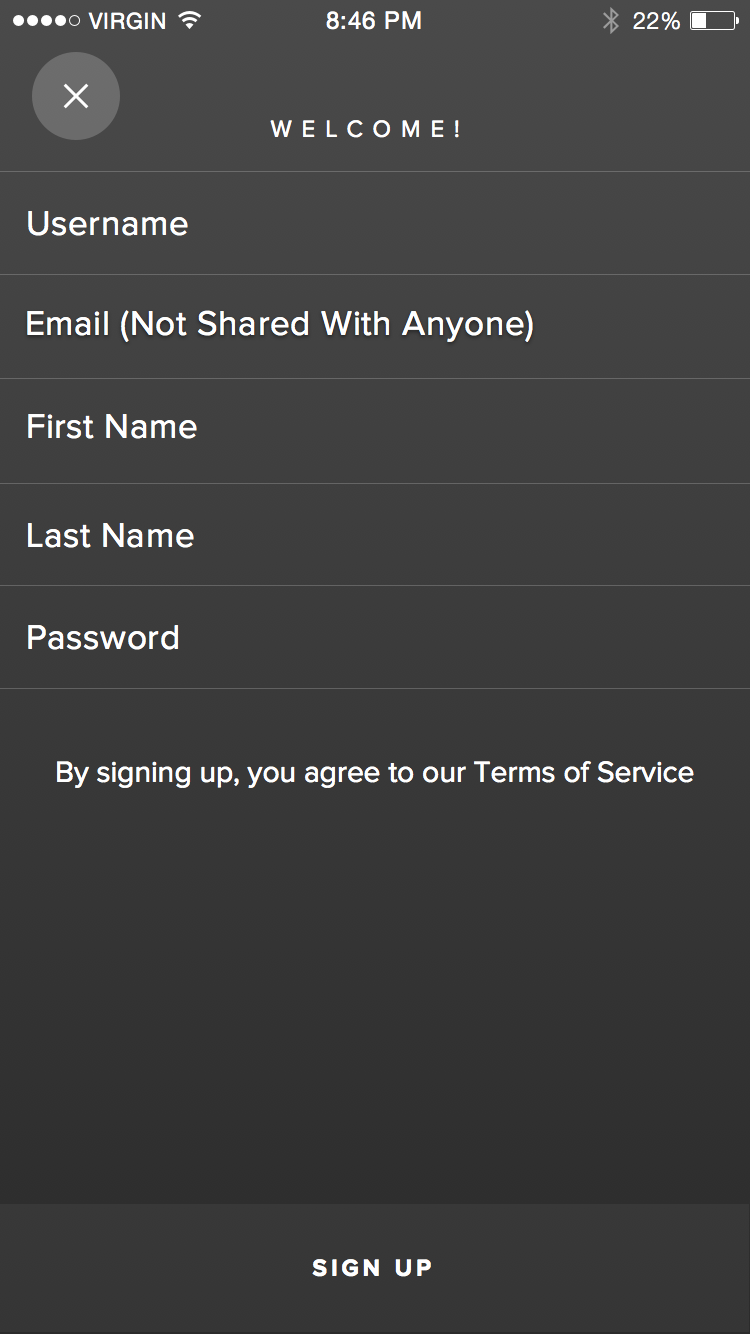 VIRGIN 8:46 PM 22%
WELCOME!
Username
Email (Not Shared With Anyone)
First Name
Last Name
Password
By signing up, you agree to our Terms of Service
SIGN UP